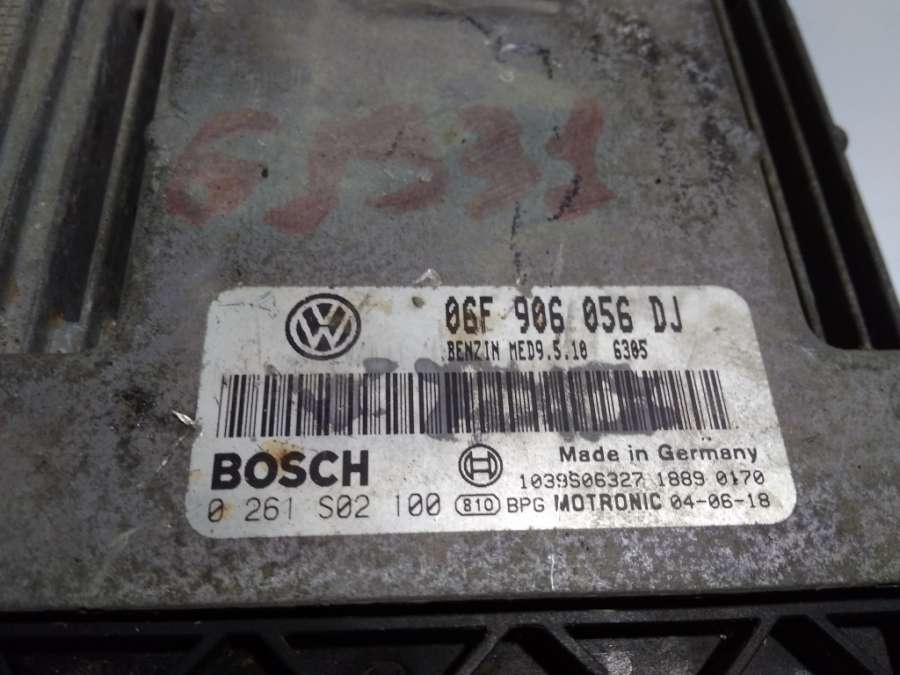 06F 906 056 DJ
BENZIN MED9.5.10 6305
BOSCH
Made in Germany
1039S06327 1889 0170
0 261 S02 100 810 BPG MOTRONIC 04-06-18